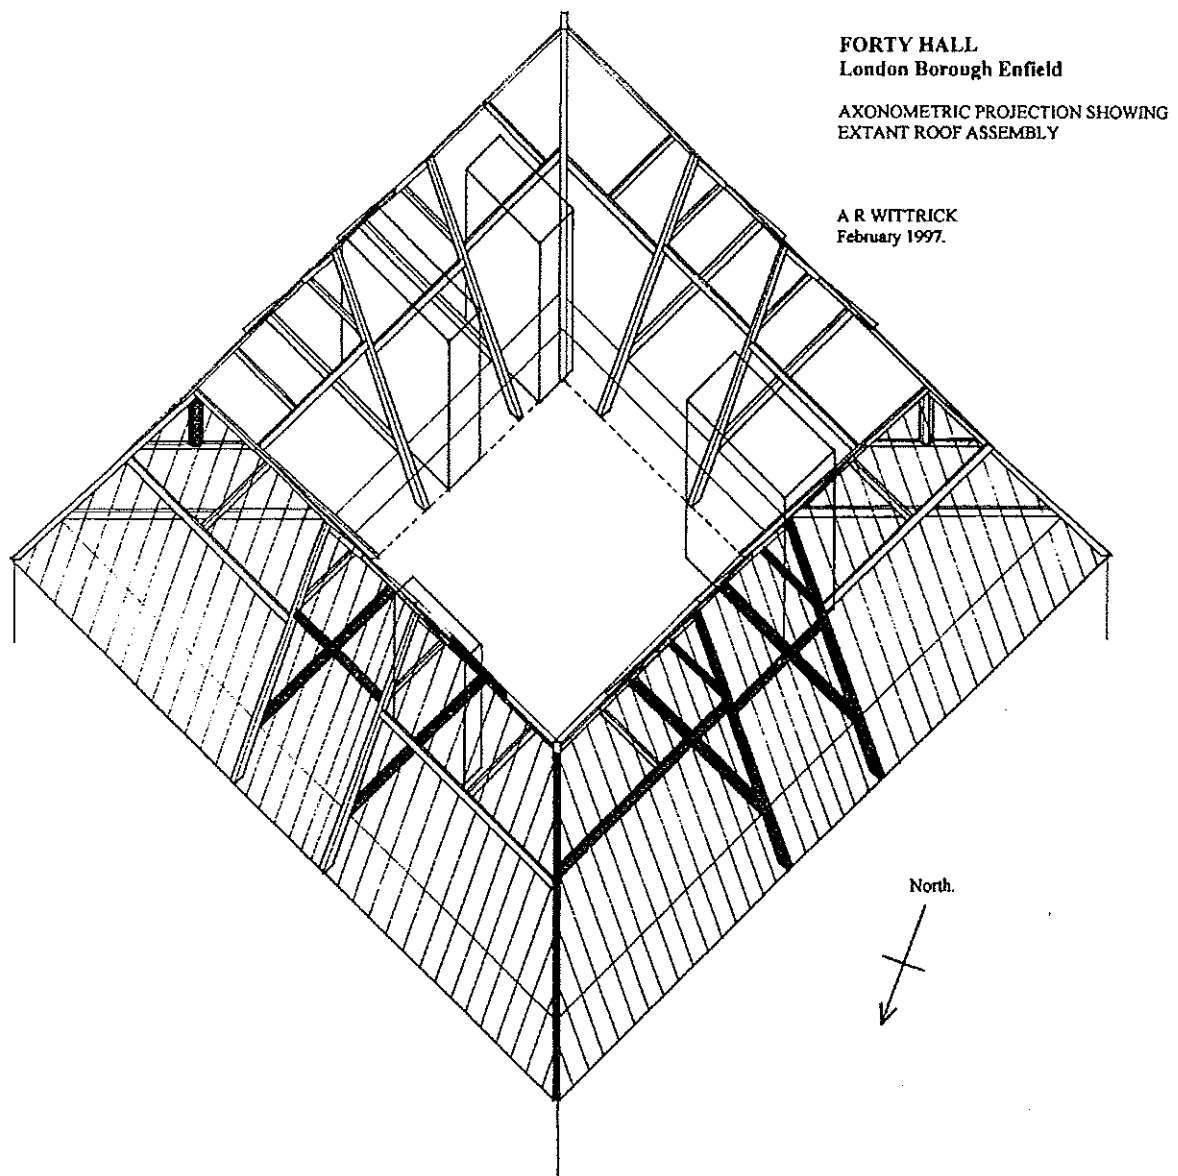 FORTY HALL
London Borough Enfield
AXONOMETRIC PROJECTION SHOWING
EXTANT ROOF ASSEMBLY
A R WITTRICK
February 1997.
North.